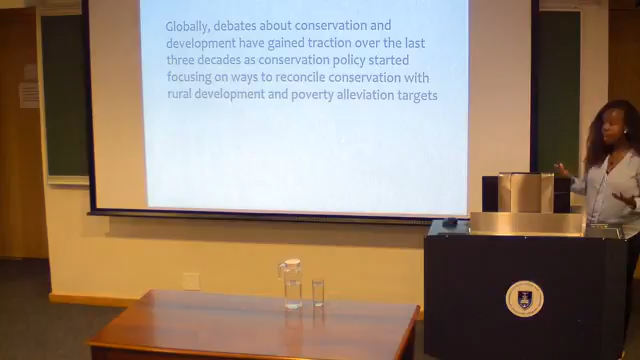 Globally, debates about conservation and
development have gained traction over the last
three decades as conservation policy started
focusing on ways to reconcile conservation with
rural development and poverty alleviation targets